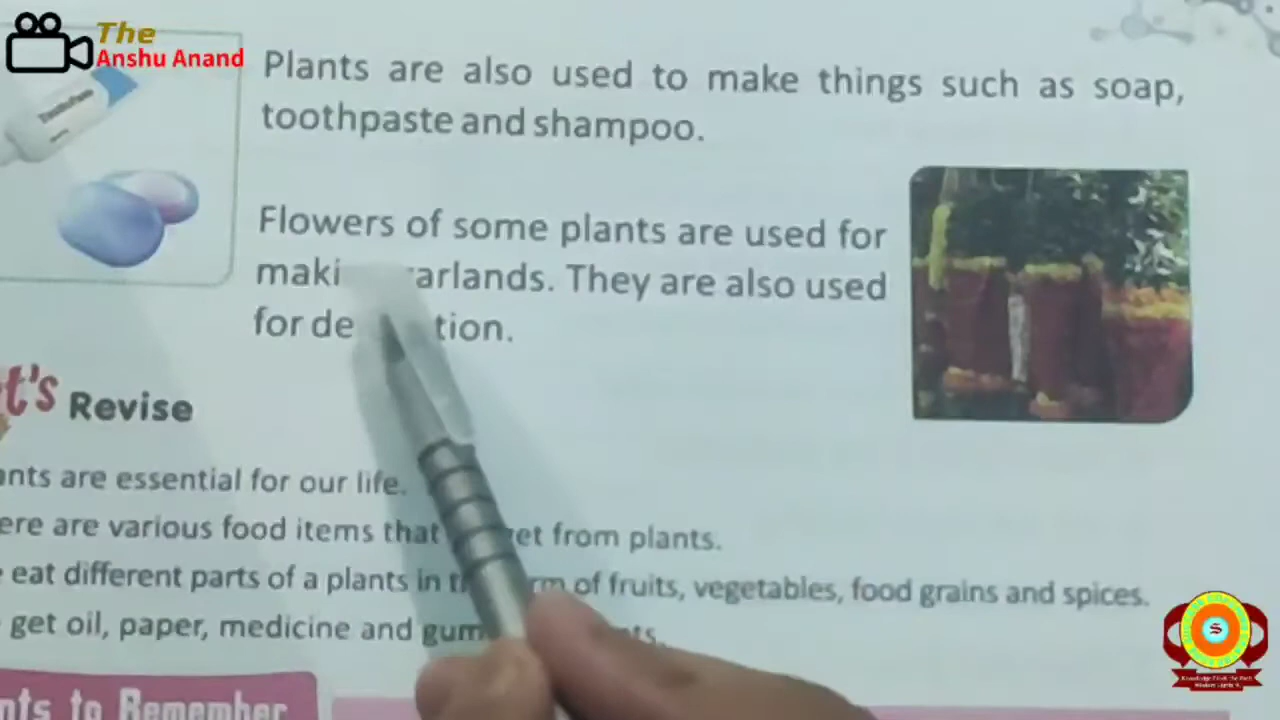 The
Anshu Anand
Plants are also used to make things such as soap,
toothpaste and shampoo.
Flowers of some plants are used for
maki arlands. They are also used
for de tion.
t's Revise
nts are essential for our life.
ere are various food items that et from plants.
eat different parts of a plants in t rm of fruits, vegetables, food grains and spices.
get oil, paper, medicine and gum ts.
nts to Remember
S